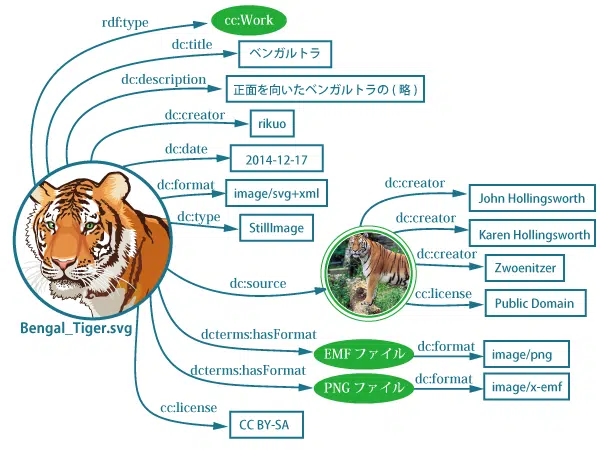 rdf:type
cc:Work
dc:title
ベンガルトラ
dc:description
正面を向いたベンガルトラの ( 略 )
dc:creator
rikuo
dc:date
2014-12-17
dc:format
image/svg+xml
dc:type
StillImage
Bengal_Tiger.svg
dc:source
dc:creator
John Hollingsworth
dc:creator
Karen Hollingsworth
dc:creator
Zwoenitzer
cc:license
Public Domain
dcterms:hasFormat
EMF ファイル
dc:format
image/png
dcterms:hasFormat
PNG ファイル
dc:format
image/x-emf
cc:license
CC BY-SA